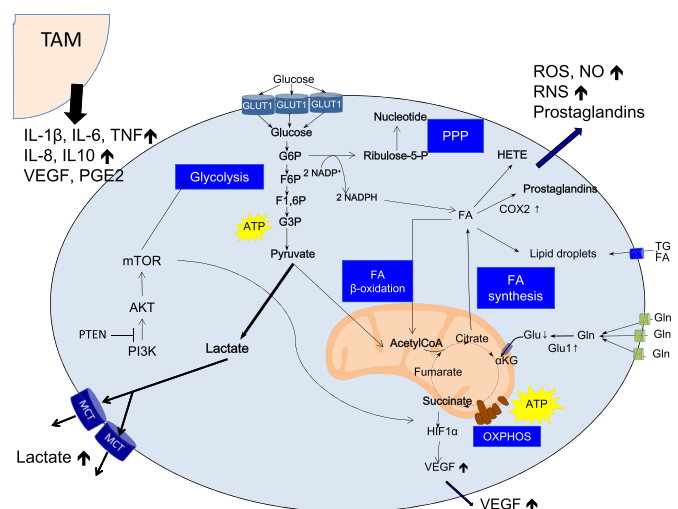 TAM
IL-1β, IL-6, TNF↑
IL-8, IL10 ↑
VEGF, PGE2
Glucose
GLUT1 GLUT1 GLUT1
Glucose
G6P
F6P
F1,6P
G3P
Pyruvate
2 NADP⁺
2 NADPH
Ribulose-5-P
Nucleotide
PPP
Glycolysis
ATP
ROS, NO ↑
RNS ↑
Prostaglandins
HETE
Prostaglandins
COX2 ↑
FA
Lipid droplets
TG
FA
FA
β-oxidation
FA
synthesis
mTOR
AKT
PTEN
PI3K
Lactate
MCT
MCT
Lactate ↑
AcetylCoA
Citrate
αKG
Fumarate
Succinate
Glu↓
Gln
Glu1↑
Gln
Gln
Gln
ATP
OXPHOS
HIF1α
VEGF ↑
VEGF ↑